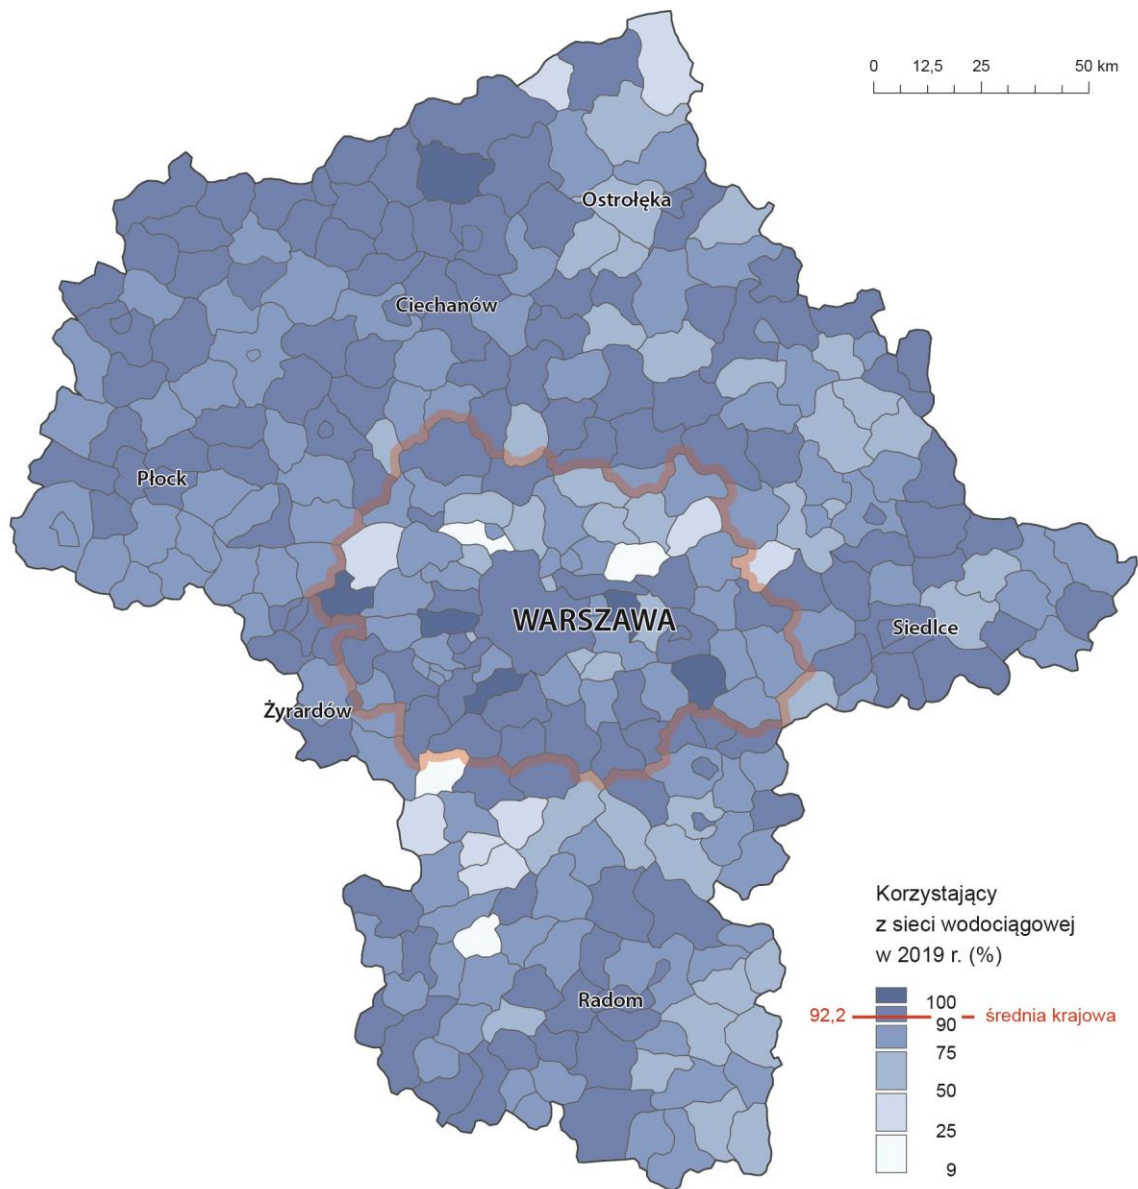 0 12,5 25 50 km
Ostrołęka
Ciechanów
Płock
WARSZAWA
Siedlce
Żyrardów
Radom
Korzystający
z sieci wodociągowej
w 2019 r. (%)
100
92,2 średnia krajowa
90
75
50
25
9